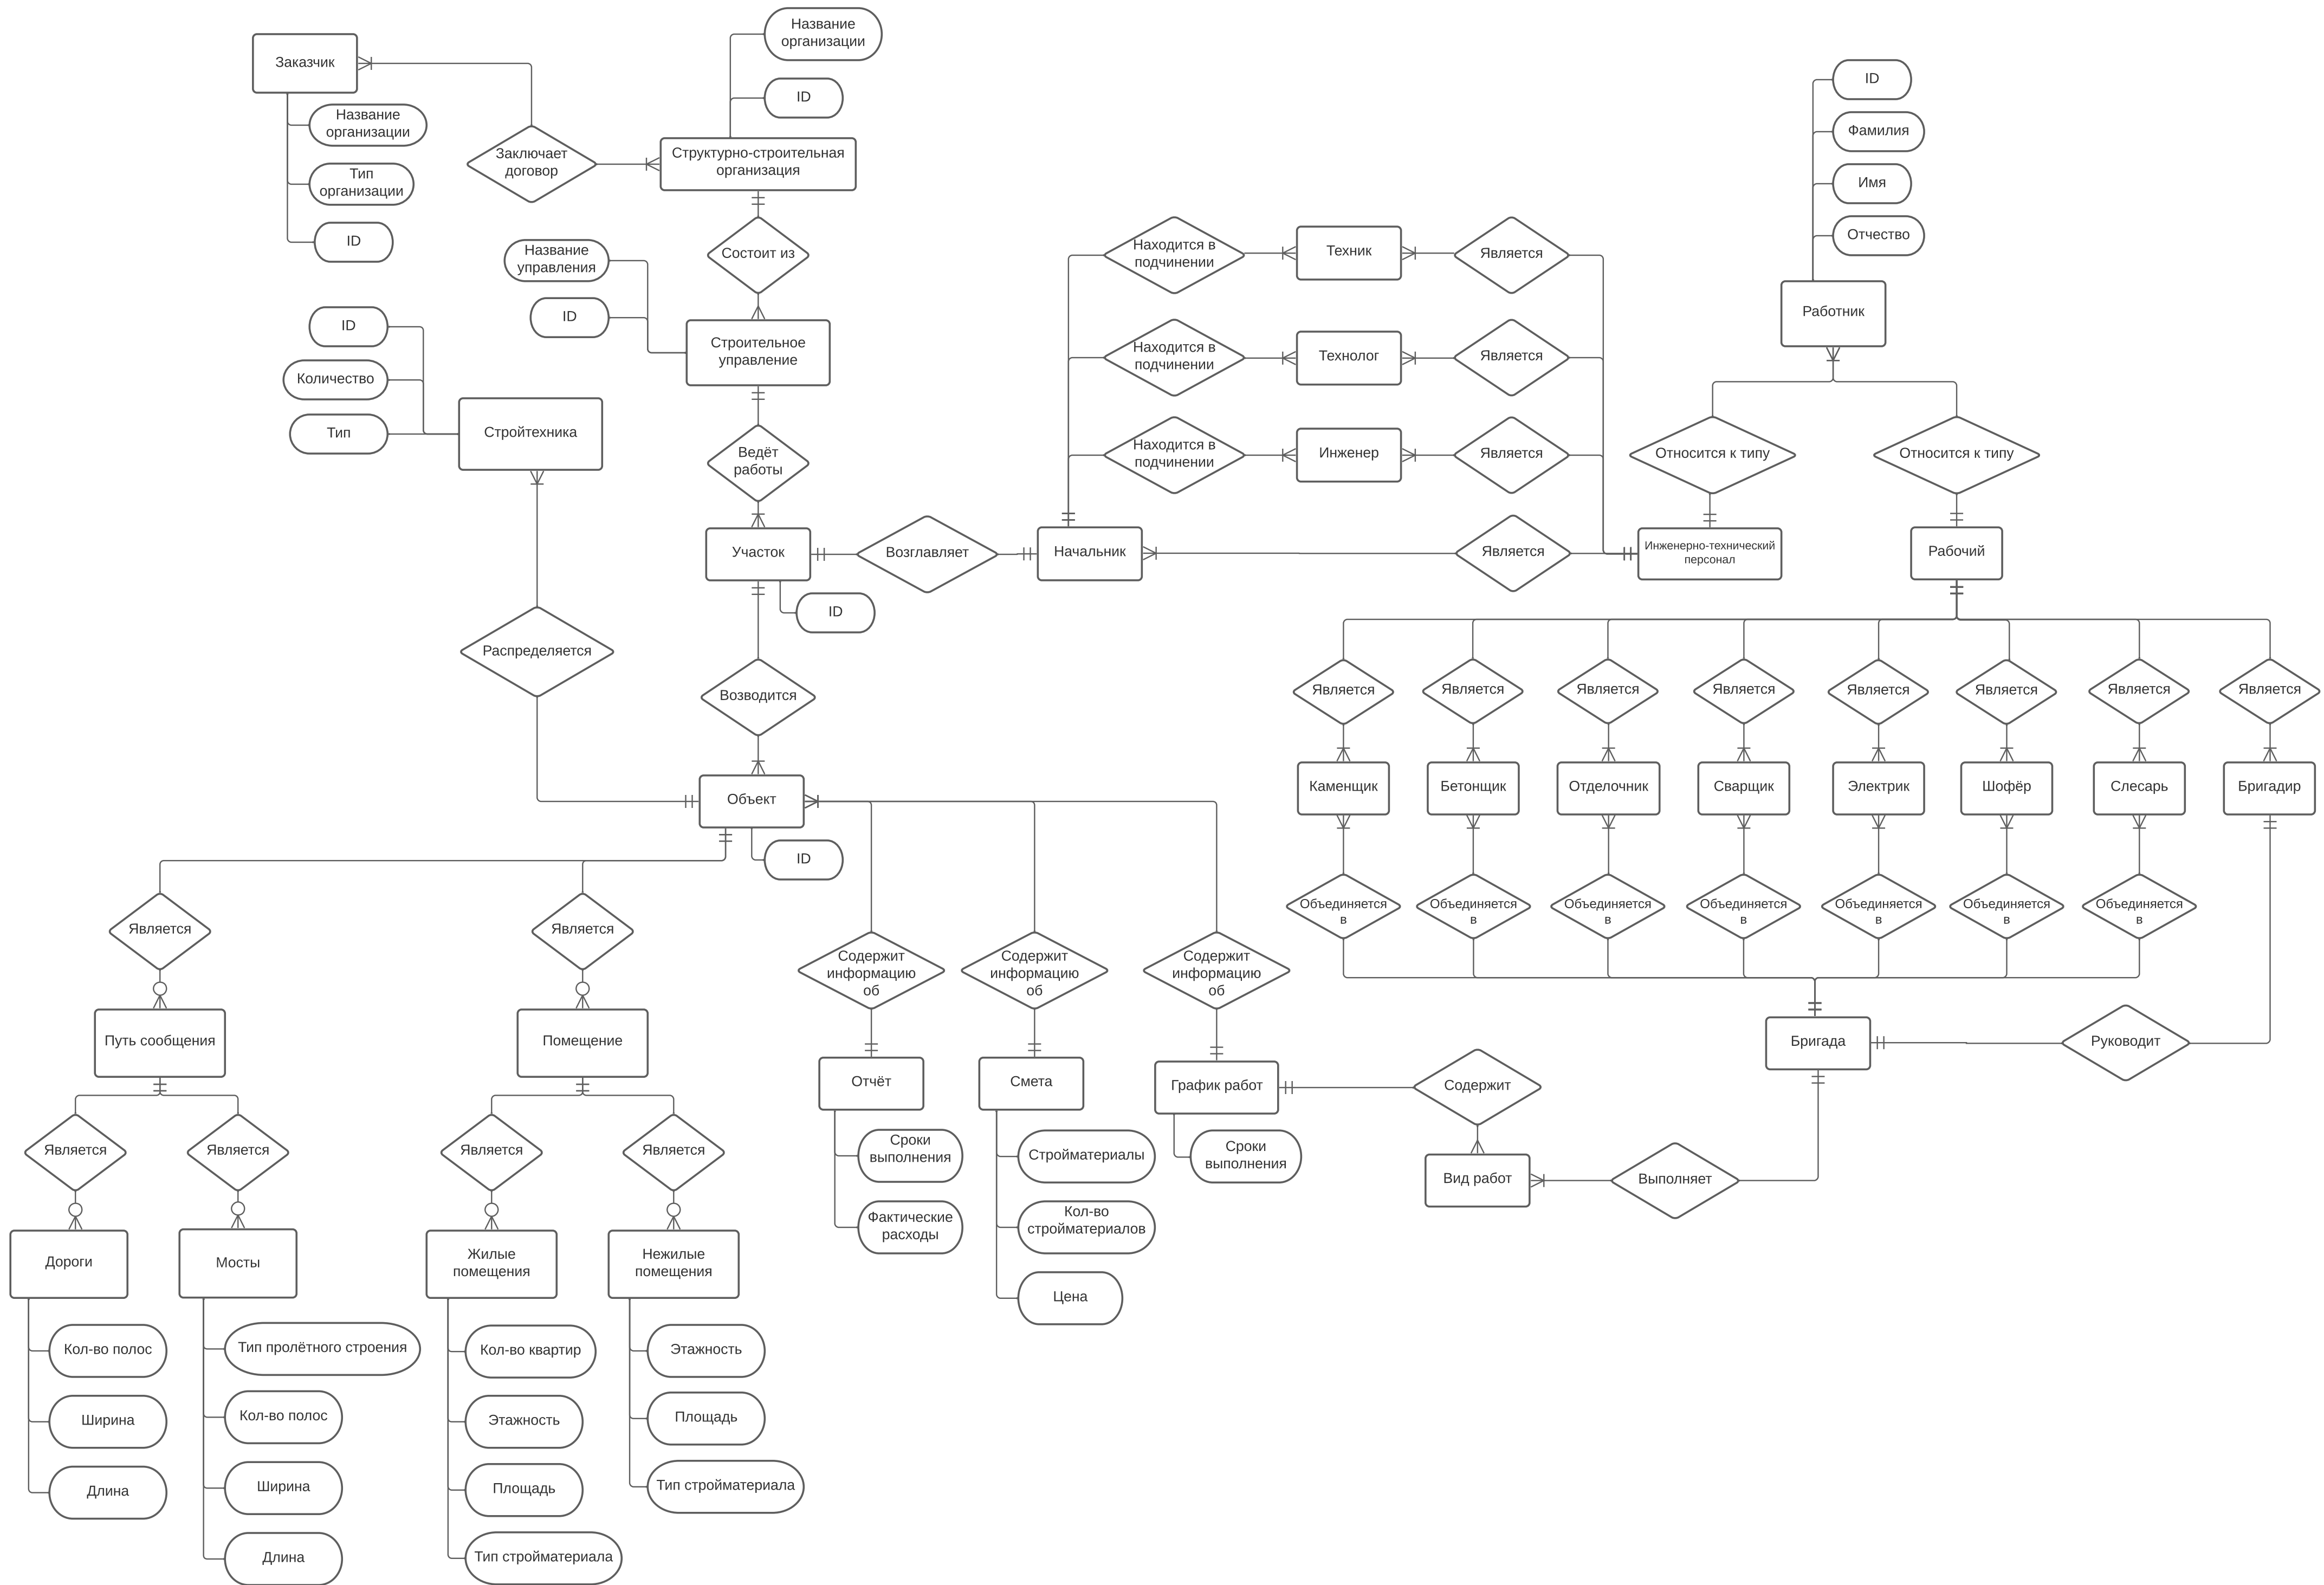 Название
организации
ID
Заказчик
Название
организации
Тип
организации
ID
Заключает
договор
Структурно-строительная
организация
Состоит из
Название
управления
ID
Строительное
управление
ID
Количество
Тип
Стройтехника
Ведёт
работы
Распределяется
Участок
ID
Возглавляет
Начальник
Находится в
подчинении
Техник
Является
Находится в
подчинении
Технолог
Является
Находится в
подчинении
Инженер
Является
Является
ID
Фамилия
Имя
Отчество
Работник
Относится к типу
Относится к типу
Инженерно-технический
персонал
Рабочий
Возводится
Объект
ID
Является
Является
Является
Является
Является
Является
Является
Является
Каменщик
Бетонщик
Отделочник
Сварщик
Электрик
Шофёр
Слесарь
Бригадир
Объединяется
в
Объединяется
в
Объединяется
в
Объединяется
в
Объединяется
в
Объединяется
в
Объединяется
в
Бригада
Руководит
Является
Является
Содержит
информацию
об
Содержит
информацию
об
Содержит
информацию
об
Путь сообщения
Помещение
Отчёт
Смета
График работ
Содержит
Вид работ
Выполняет
Является
Является
Является
Является
Сроки
выполнения
Фактические
расходы
Стройматериалы
Кол-во
стройматериалов
Цена
Сроки
выполнения
Дороги
Мосты
Жилые
помещения
Нежилые
помещения
Кол-во полос
Ширина
Длина
Тип пролётного строения
Кол-во полос
Ширина
Длина
Кол-во квартир
Этажность
Площадь
Тип стройматериала
Этажность
Площадь
Тип стройматериала